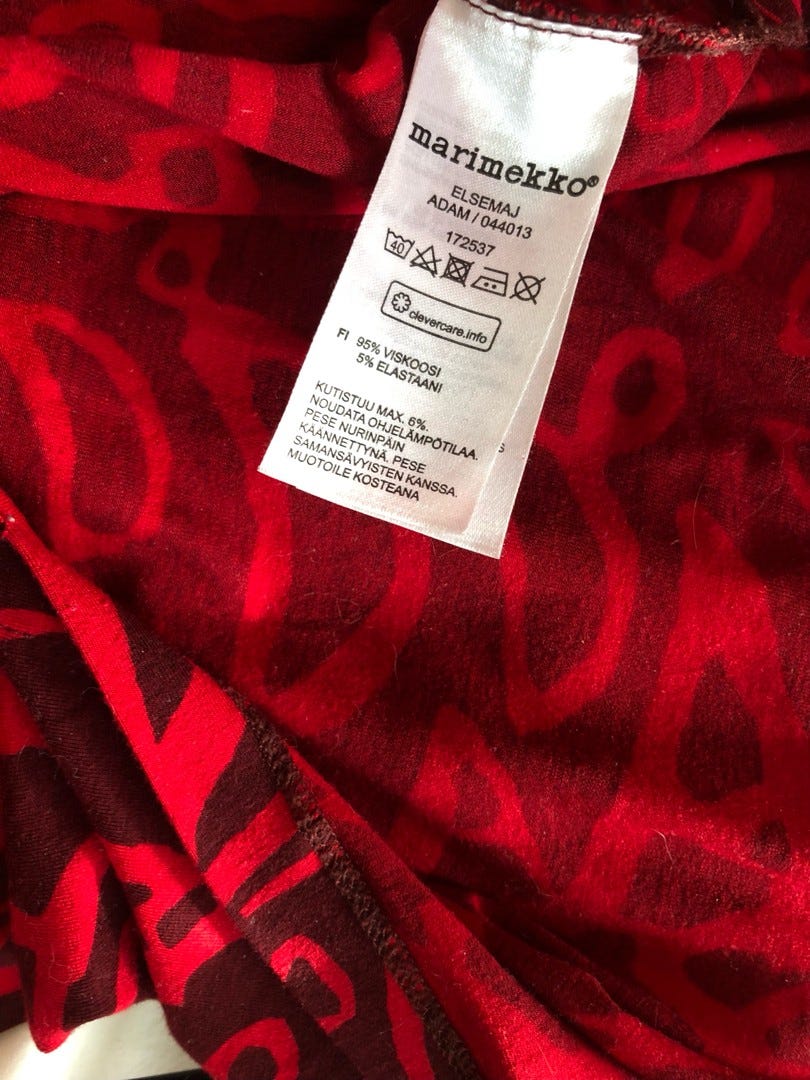 marimekko®
ELSEMAJ
ADAM / 044013
172537
40
clevercare.info
FI 95% VISKOOSI
5% ELASTAANI
KUTISTUU MAX. 6%.
NOUDATA OHJELÄMPÖTILAA.
PESE NURINPÄIN
KÄÄNNETTYNÄ. PESE
SAMANSÄVYISTEN KANSSA.
MUOTOILE KOSTEANA